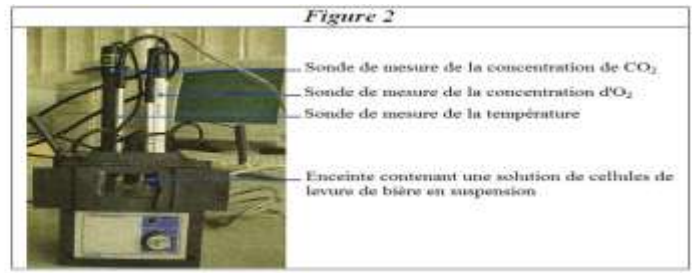 Figure 2
Sonde de mesure de la concentration de CO₂
Sonde de mesure de la concentration d'O₂
Sonde de mesure de la température
Enceinte contenant une solution de cellules de
levure de bière en suspension